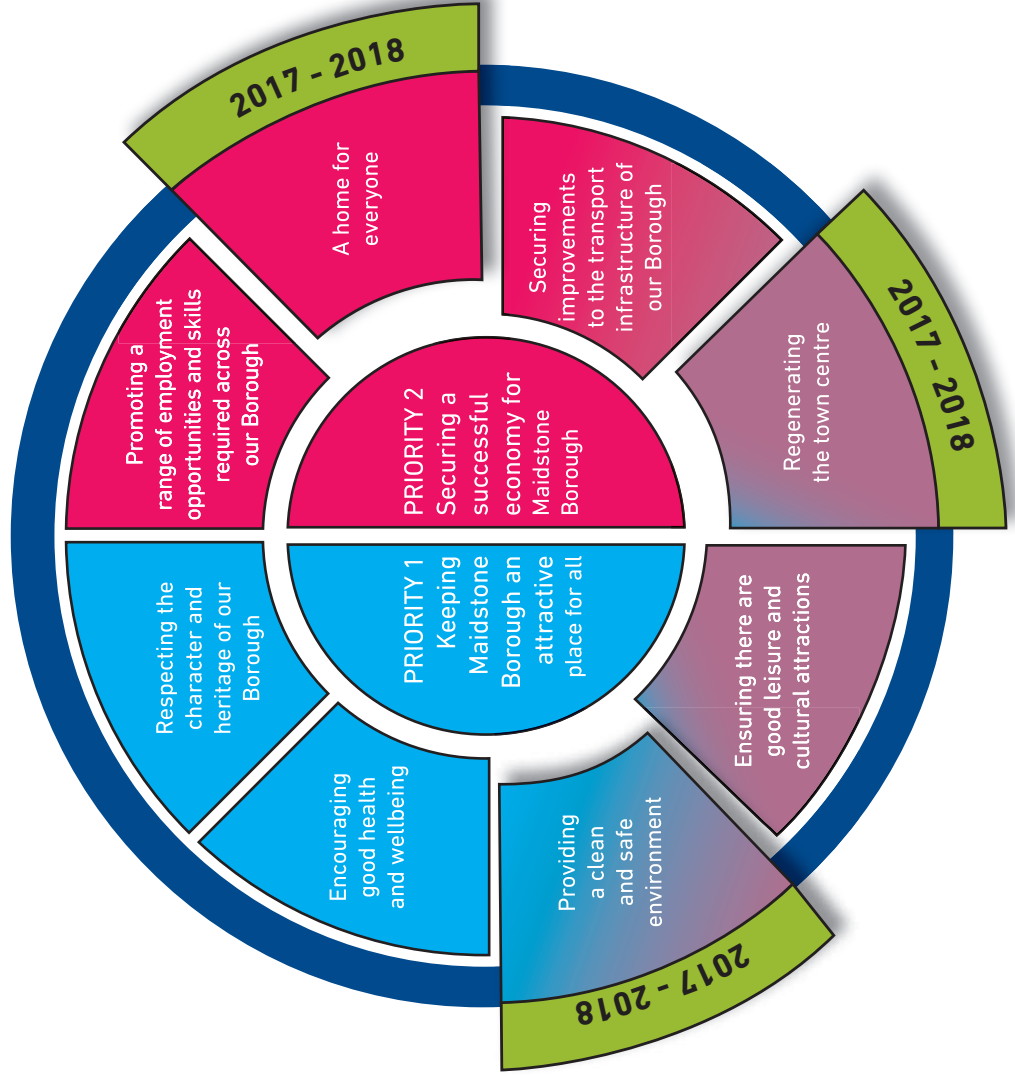 PRIORITY 1
Keeping
Maidstone
Borough an
attractive
place for all
PRIORITY 2
Securing a
successful
economy for
Maidstone
Borough
Respecting the
character and
heritage of our
Borough
Promoting a
range of employment
opportunities and skills
required across
our Borough
2017 - 2018
A home for
everyone
Securing
improvements
to the transport
infrastructure of
our Borough
2017 - 2018
Regenerating
the town centre
Ensuring there are
good leisure and
cultural attractions
Providing
a clean
and safe
environment
2017 - 2018
Encouraging
good health
and wellbeing